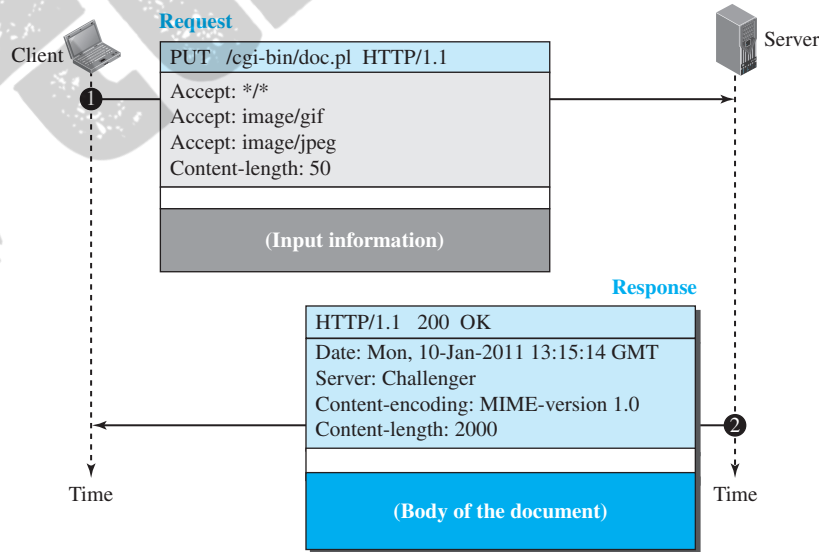 Request
Client
Server
PUT /cgi-bin/doc.pl HTTP/1.1
1
Accept: */*
Accept: image/gif
Accept: image/jpeg
Content-length: 50
(Input information)
Response
HTTP/1.1 200 OK
Date: Mon, 10-Jan-2011 13:15:14 GMT
Server: Challenger
Content-encoding: MIME-version 1.0
Content-length: 2000
2
Time
Time
(Body of the document)